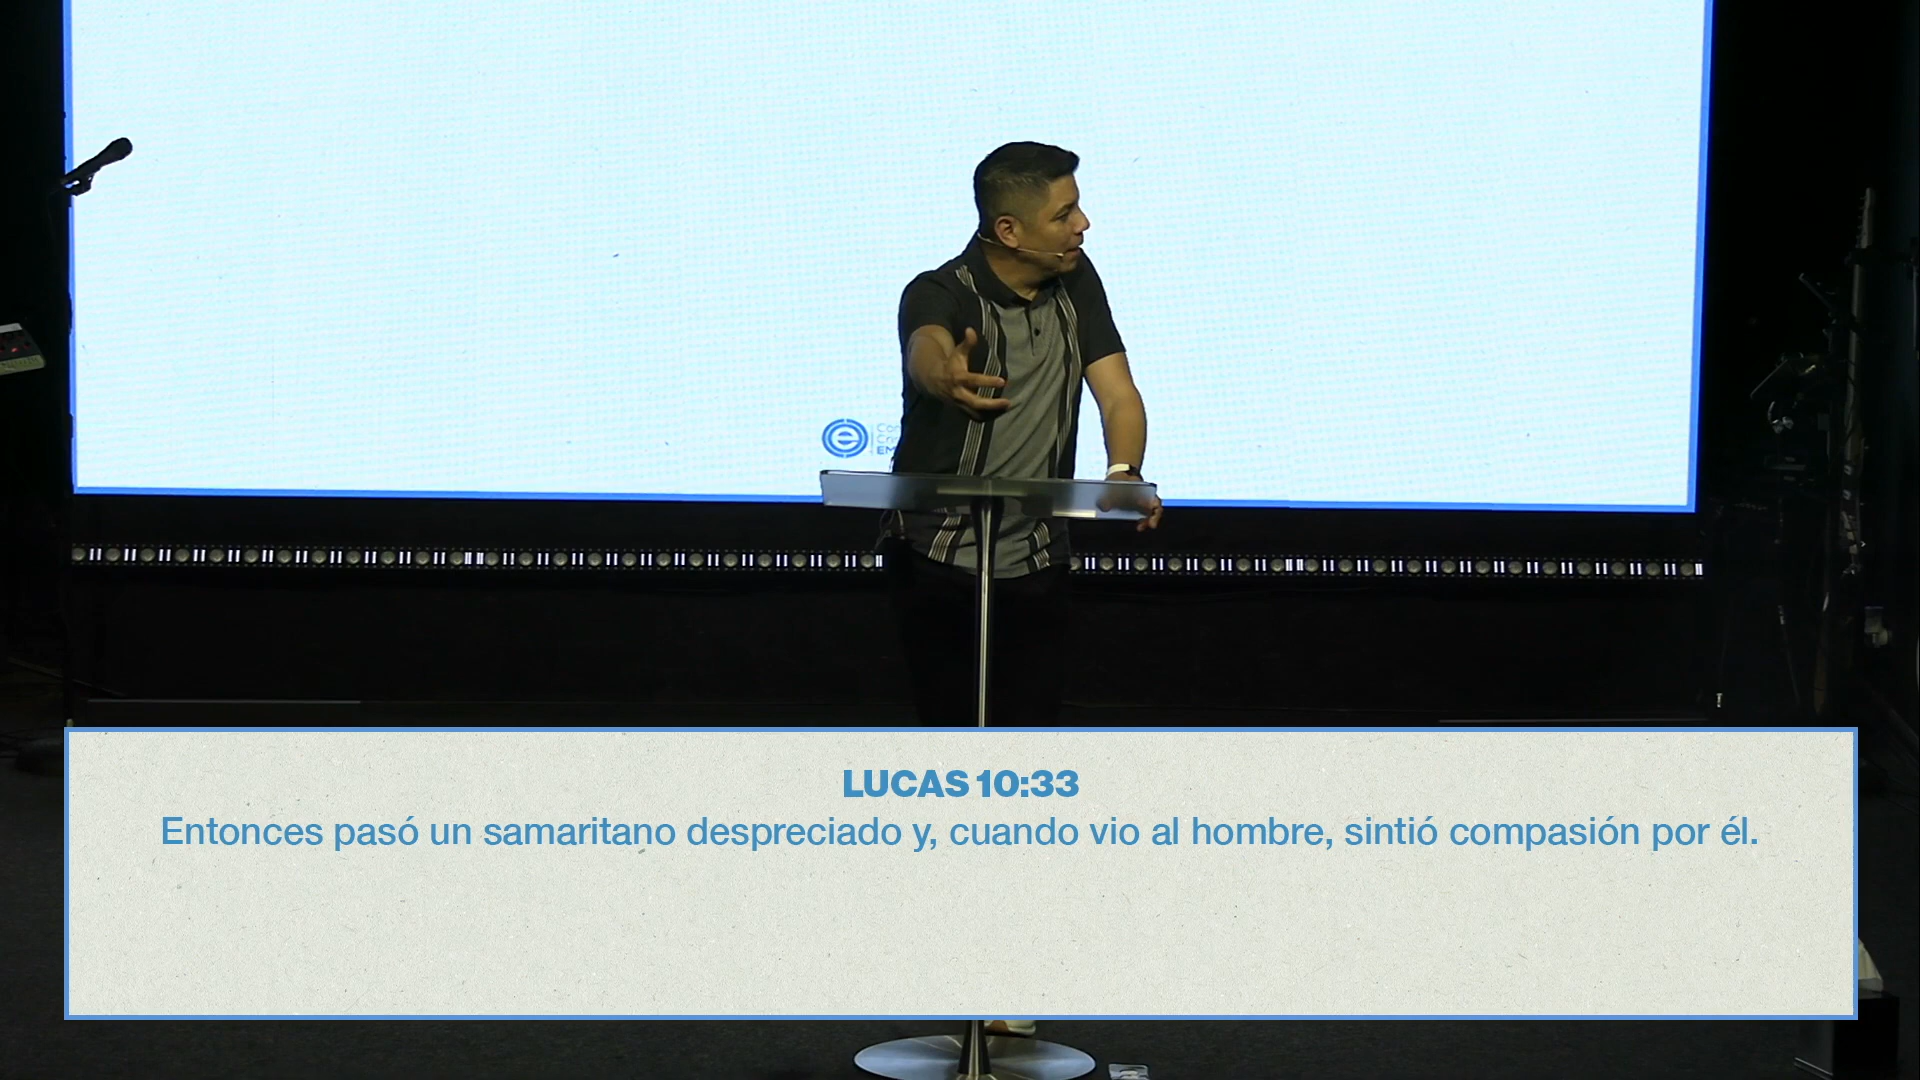 LUCAS 10:33
Entonces pasó un samaritano despreciado y, cuando vio al hombre, sintió compasión por él.